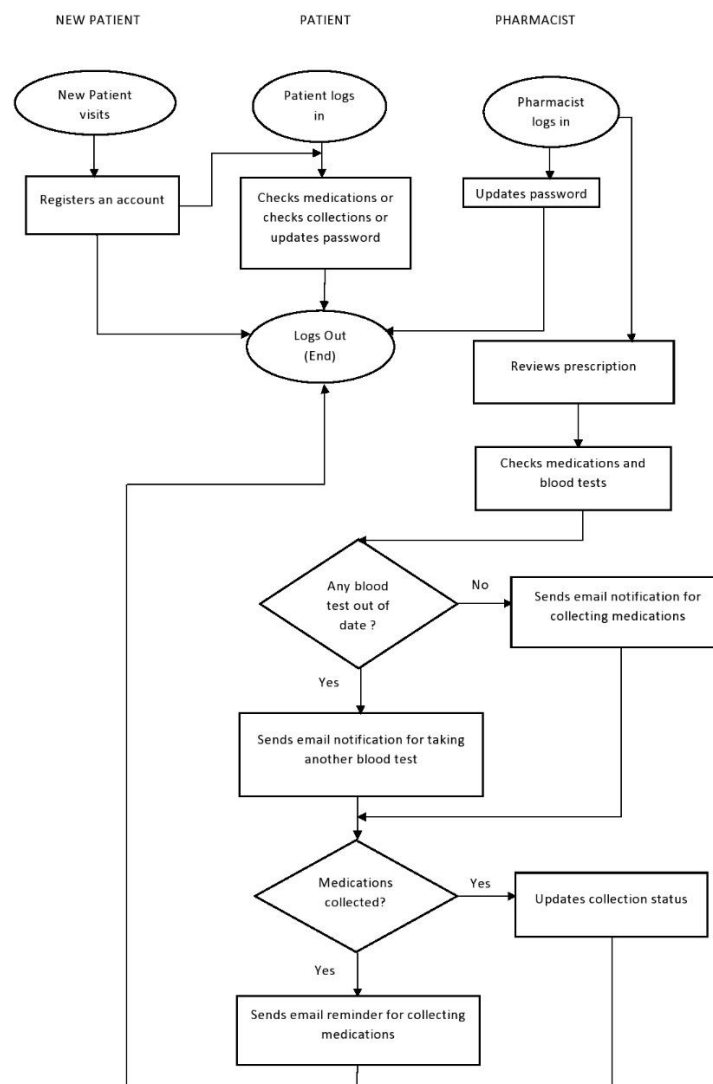 NEW PATIENT
PATIENT
PHARMACIST
New Patient
visits
Patient logs
in
Pharmacist
logs in
Registers an account
Checks medications or
checks collections or
updates password
Updates password
Logs Out
(End)
Reviews prescription
Checks medications and
blood tests
Any blood
test out of
date ?
No
Sends email notification for
collecting medications
Yes
Sends email notification for taking
another blood test
Medications
collected?
Yes
Updates collection status
Yes
Sends email reminder for collecting
medications